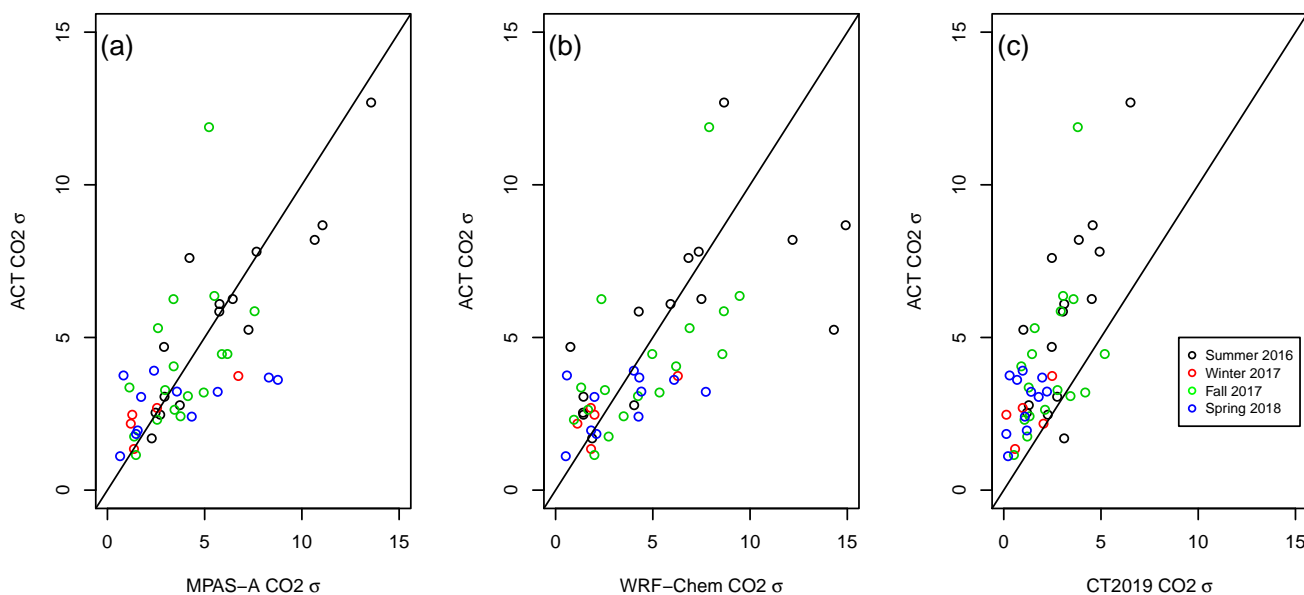 (a)
15
10
5
0
ACT CO2 σ
0 5 10 15
MPAS−A CO2 σ
(b)
15
10
5
0
ACT CO2 σ
0 5 10 15
WRF−Chem CO2 σ
(c)
15
10
5
0
ACT CO2 σ
Summer 2016
Winter 2017
Fall 2017
Spring 2018
0 5 10 15
CT2019 CO2 σ